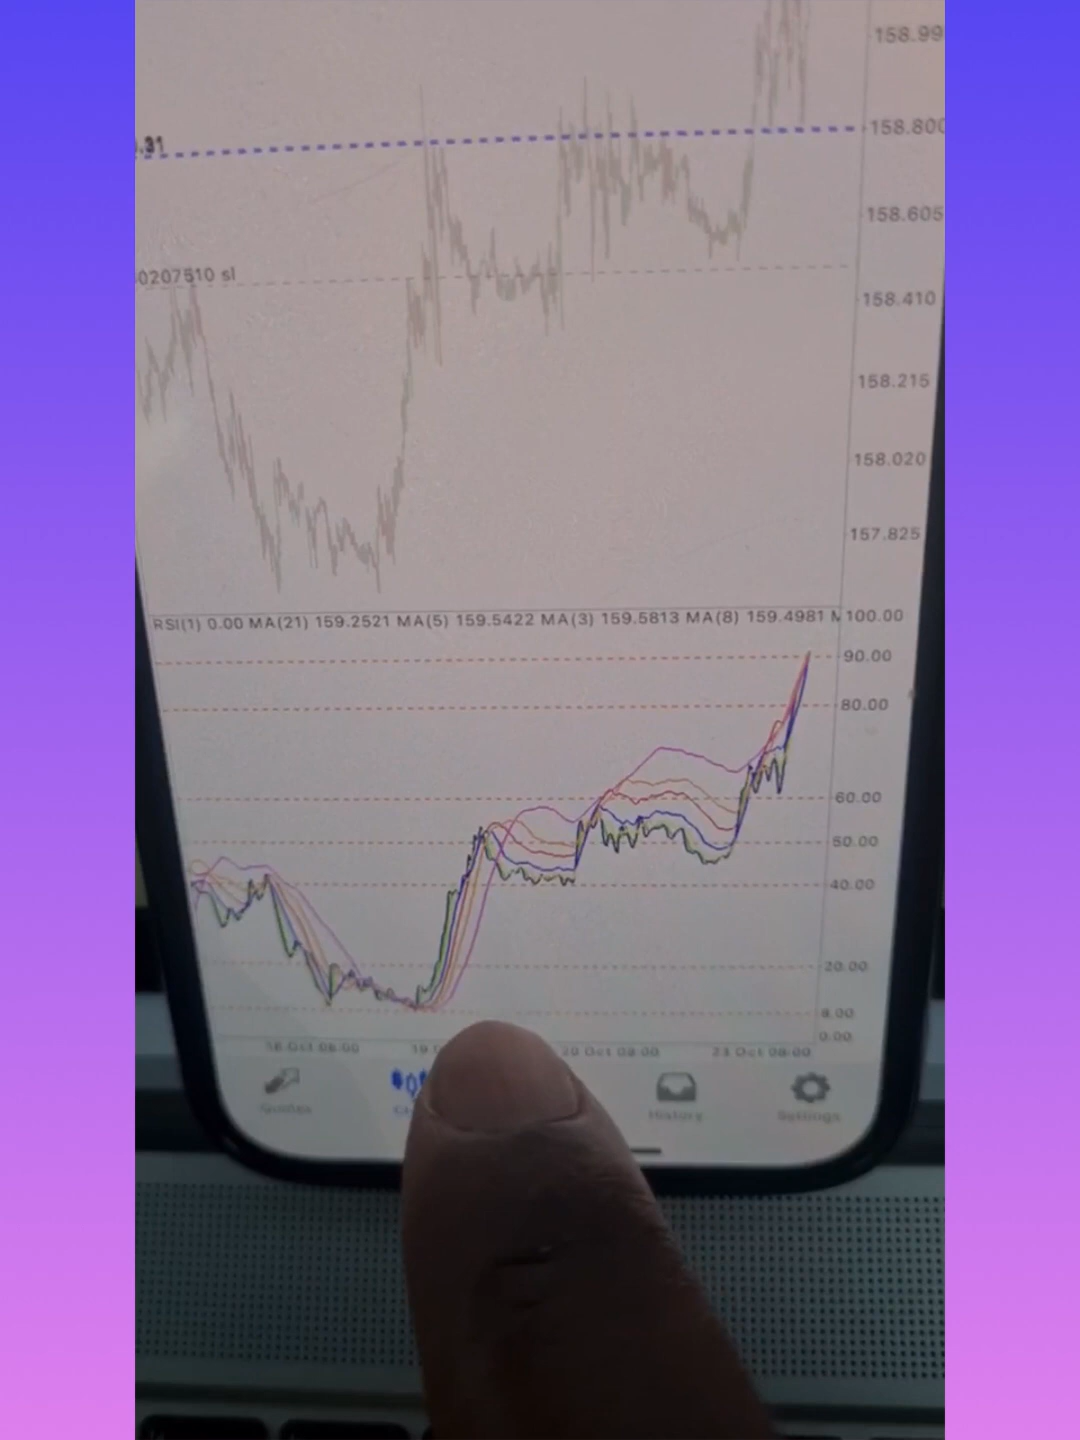 158.99
.31
158.800
158.605
0207510 sl
158.410
158.215
158.020
157.825
RSI(1) 0.00 MA(21) 159.2521 MA(5) 159.5422 MA(3) 159.5813 MA(8) 159.4981 M
100.00
90.00
80.00
60.00
50.00
40.00
20.00
8.00
0.00
20 Oct 08:00
23 Oct 08:00
Quotes
History
Settings